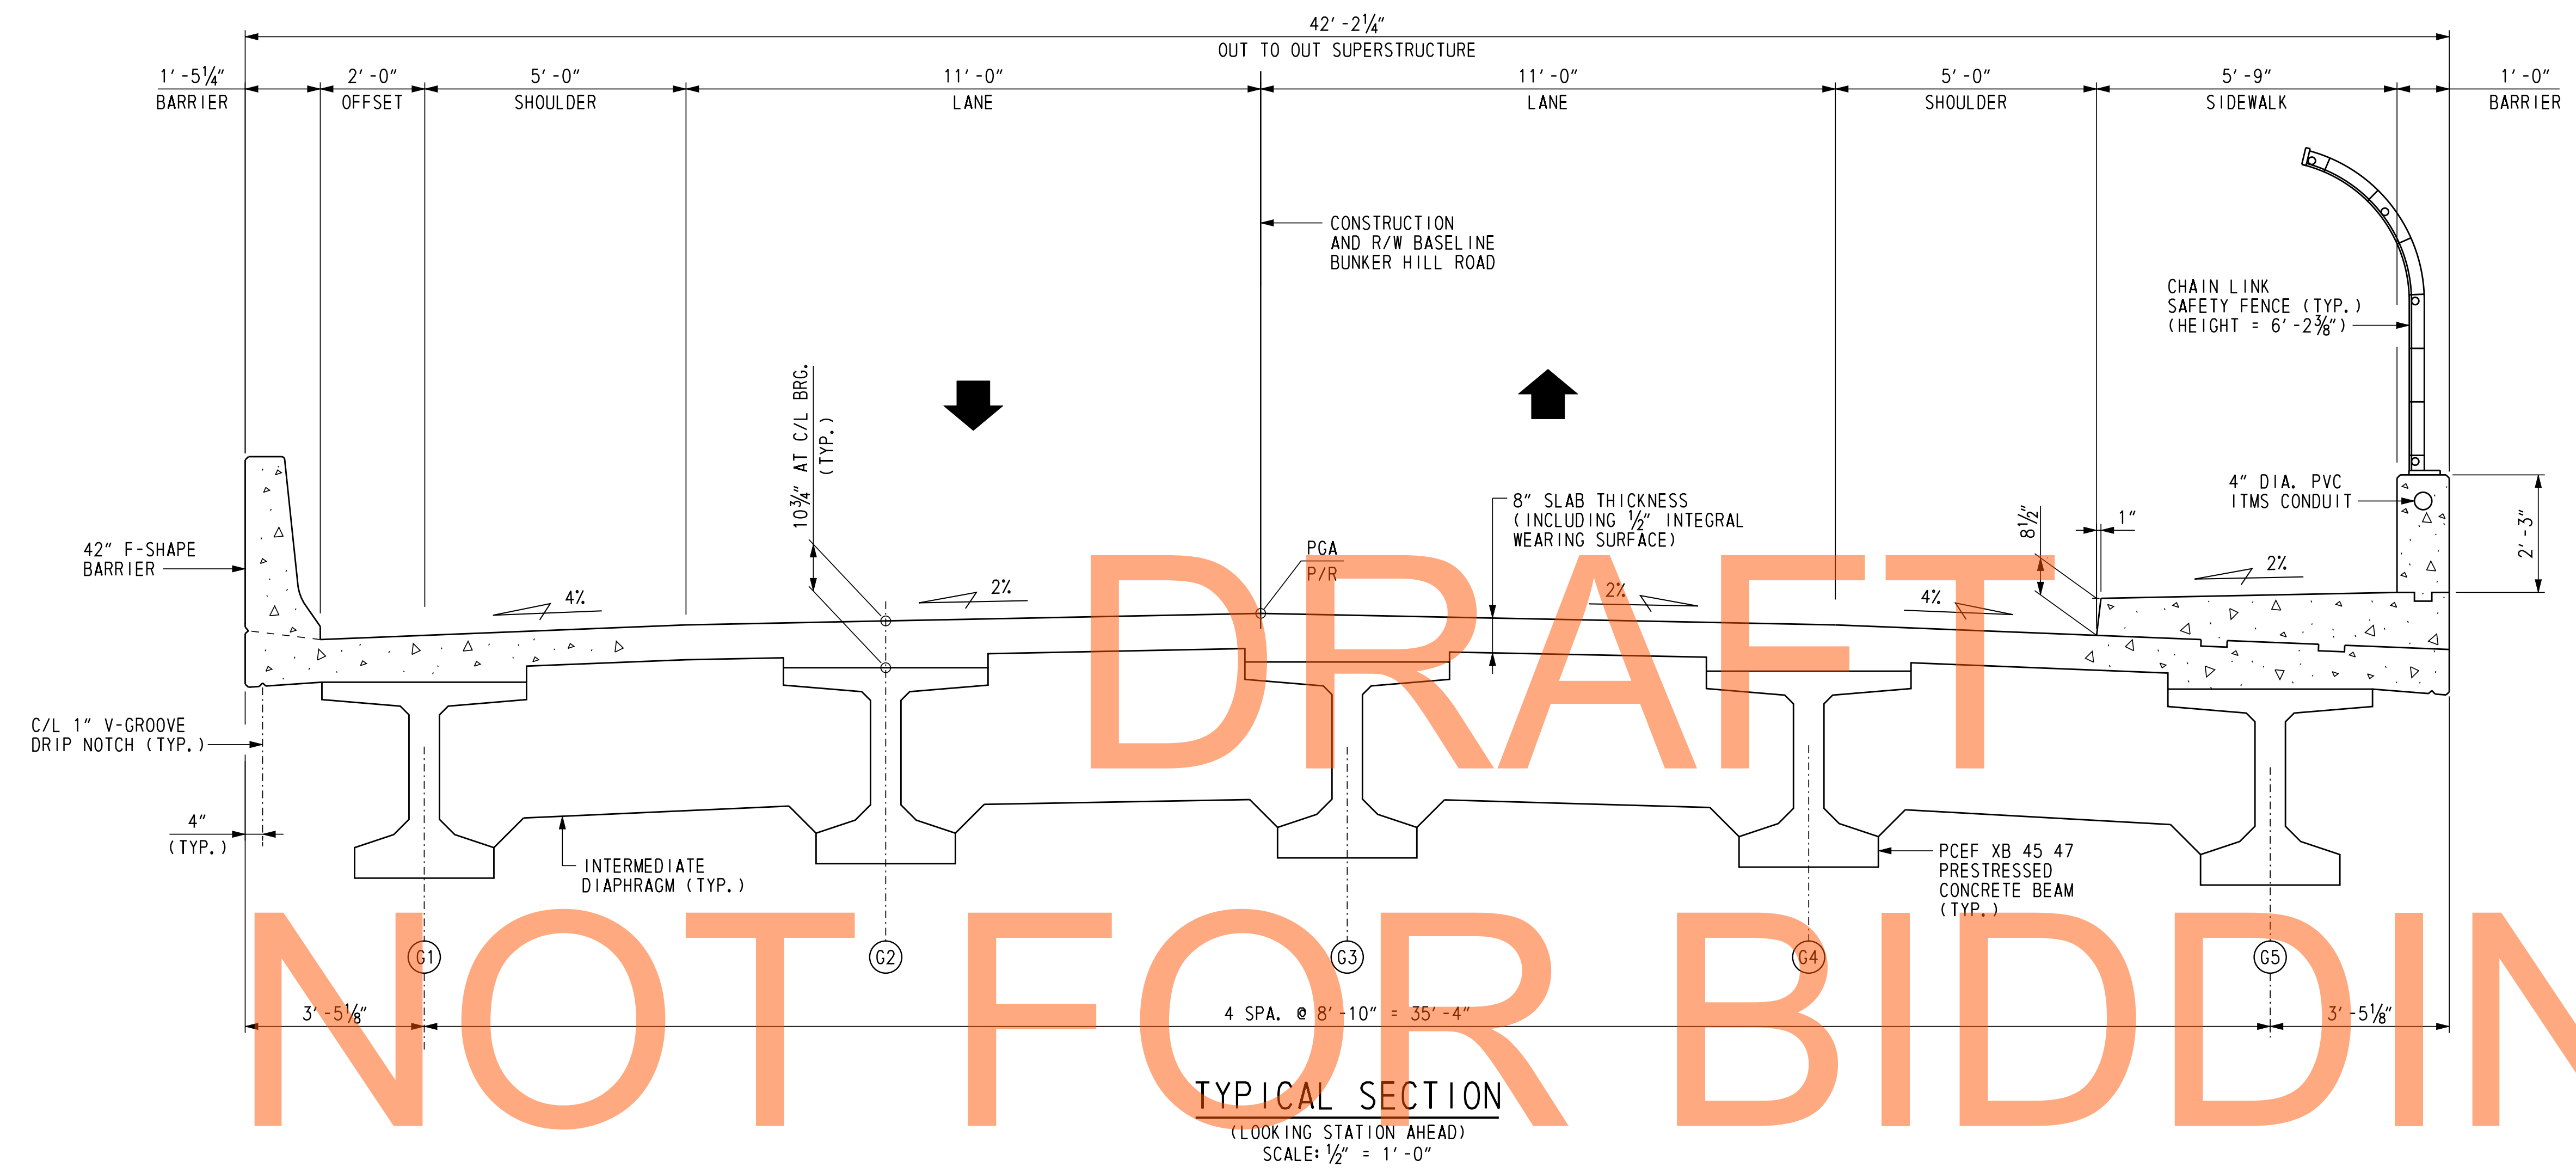 42'-2¼"
OUT TO OUT SUPERSTRUCTURE
1'-5¼"
BARRIER
2'-0"
OFFSET
5'-0"
SHOULDER
11'-0"
LANE
11'-0"
LANE
5'-0"
SHOULDER
5'-9"
SIDEWALK
1'-0"
BARRIER
CONSTRUCTION
AND R/W BASELINE
BUNKER HILL ROAD
CHAIN LINK
SAFETY FENCE (TYP.)
(HEIGHT = 6'-2⅜")
10¾" AT C/L BRG.
(TYP.)
8" SLAB THICKNESS
(INCLUDING ½" INTEGRAL
WEARING SURFACE)
4" DIA. PVC
ITMS CONDUIT
8½"
1"
2'-3"
42" F-SHAPE
BARRIER
PGA
P/R
4%
2%
2%
4%
2%
DRAFT
C/L 1" V-GROOVE
DRIP NOTCH (TYP.)
4"
(TYP.)
INTERMEDIATE
DIAPHRAGM (TYP.)
PCEF XB 45 47
PRESTRESSED
CONCRETE BEAM
(TYP.)
G1
G2
G3
G4
G5
NOT FOR BIDDIN
3'-5⅛"
4 SPA. @ 8'-10" = 35'-4"
3'-5⅛"
TYPICAL SECTION
(LOOKING STATION AHEAD)
SCALE: ½" = 1'-0"